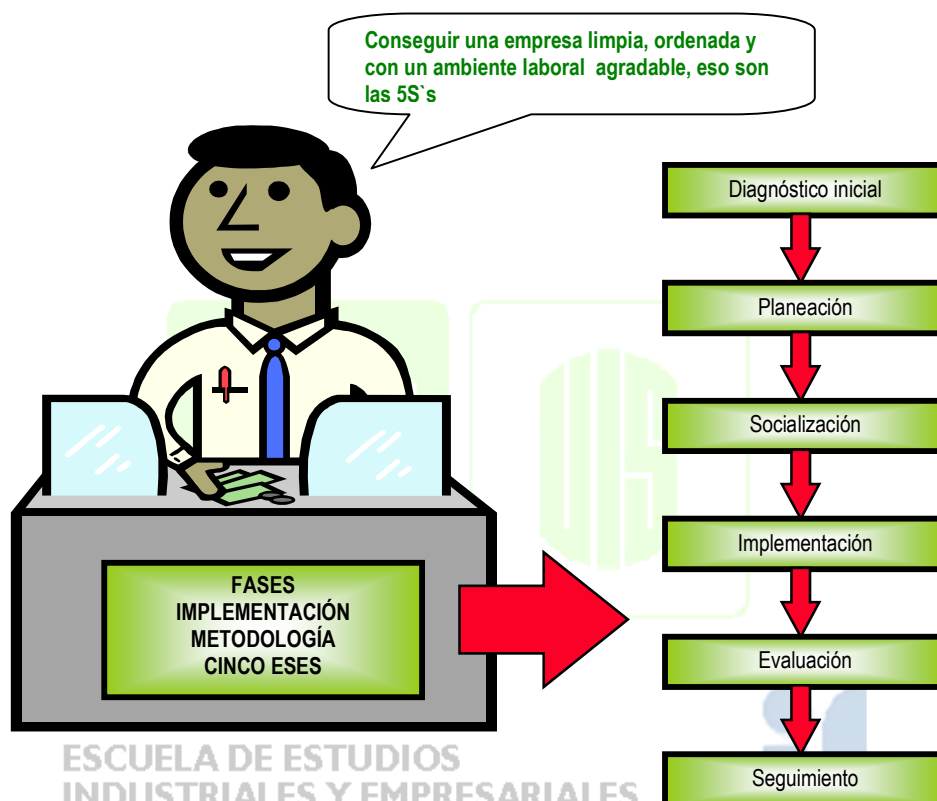 Conseguir una empresa limpia, ordenada y
con un ambiente laboral agradable, eso son
las 5S`s
Diagnóstico inicial
Planeación
Socialización
Implementación
Evaluación
Seguimiento
FASES
IMPLEMENTACIÓN
METODOLOGÍA
CINCO ESES
UIS
ESCUELA DE ESTUDIOS
INDUSTRIALES Y EMPRESARIALES